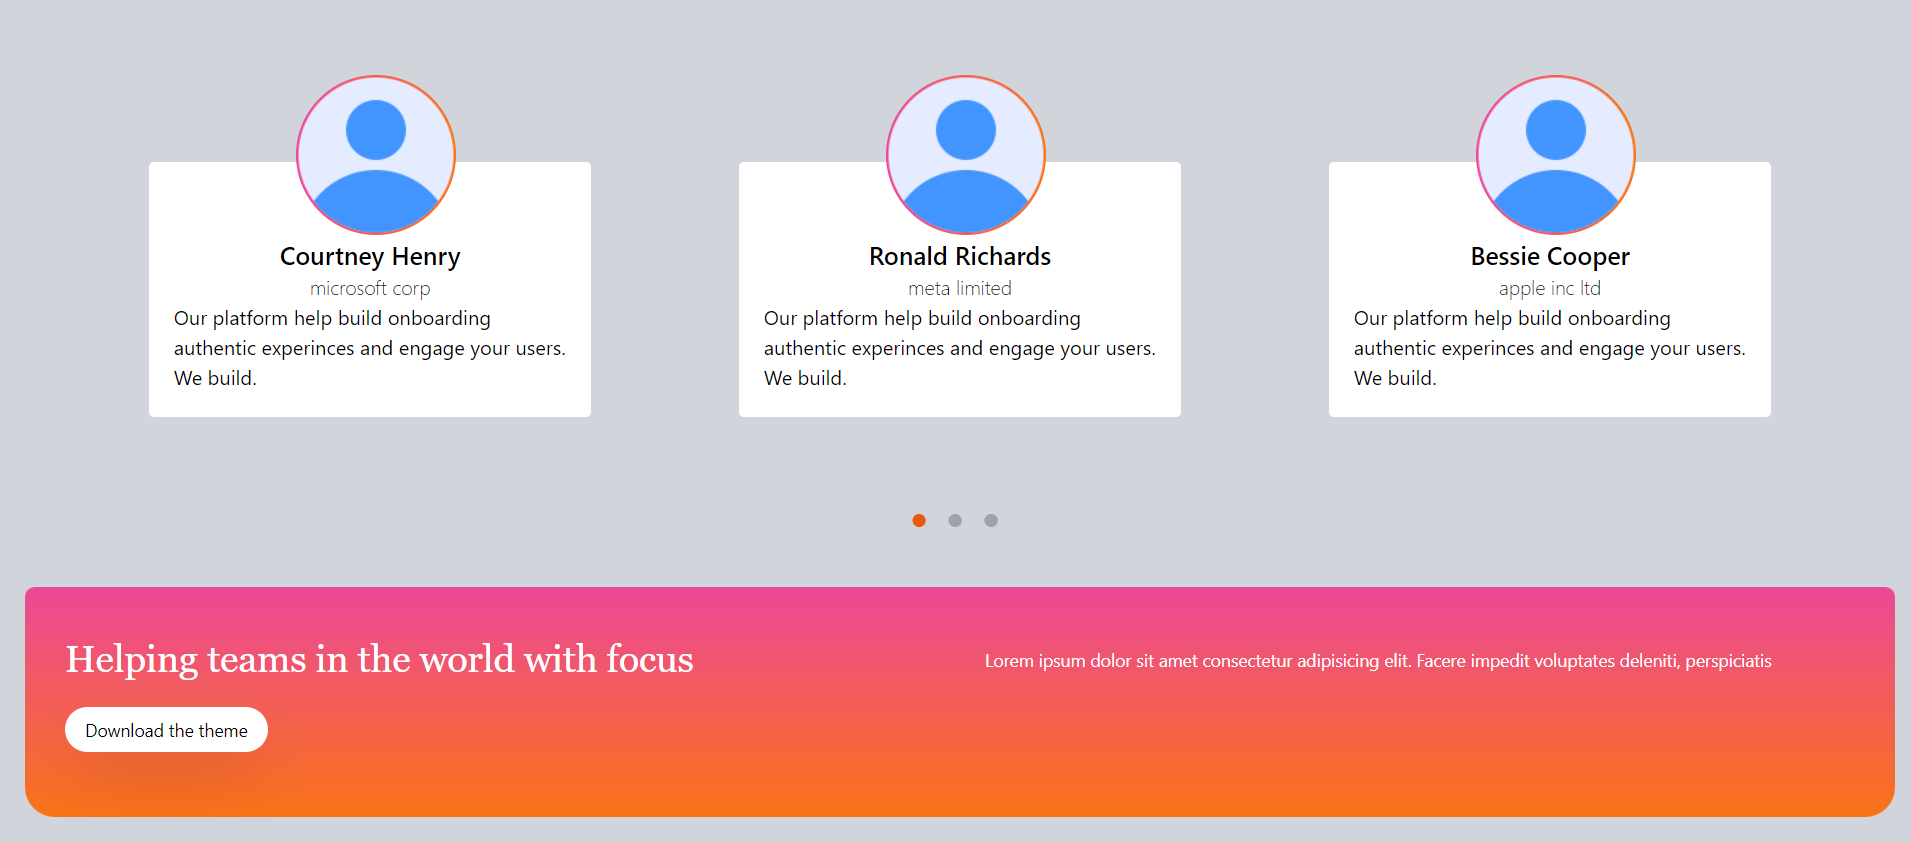 Courtney Henry
microsoft corp
Our platform help build onboarding
authentic experinces and engage your users.
We build.
Ronald Richards
meta limited
Our platform help build onboarding
authentic experinces and engage your users.
We build.
Bessie Cooper
apple inc ltd
Our platform help build onboarding
authentic experinces and engage your users.
We build.
Helping teams in the world with focus
Lorem ipsum dolor sit amet consectetur adipisicing elit. Facere impedit voluptates deleniti, perspiciatis
Download the theme